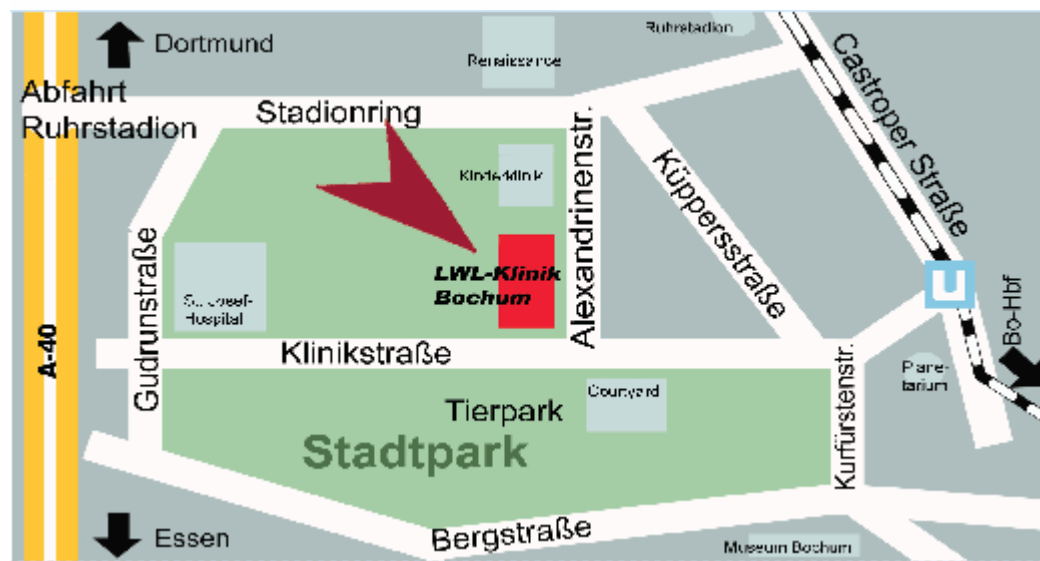 Dortmund
Abfahrt
Ruhrstadion
Stadionring
Renaissance
Ruhrstadion
Castroper Straße
Kinderklinik
Alexandrinenstr.
Küppersstraße
LWL-Klinik
Bochum
Gudrunstraße
Hospital
A-40
Klinikstraße
Bo-Hbf
Plane-
tarium
Courtyard
Tierpark
Stadtpark
Kurfürstenstr.
Bergstraße
Essen
Museum Bochum